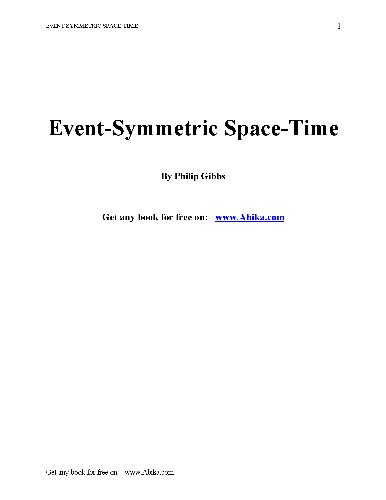 EVENT-SYMMETRIC SPACE-TIME 1
Event-Symmetric Space-Time
By Philip Gibbs
Get any book for free on: www.Abika.com
Get any book for free on: www.Abika.com